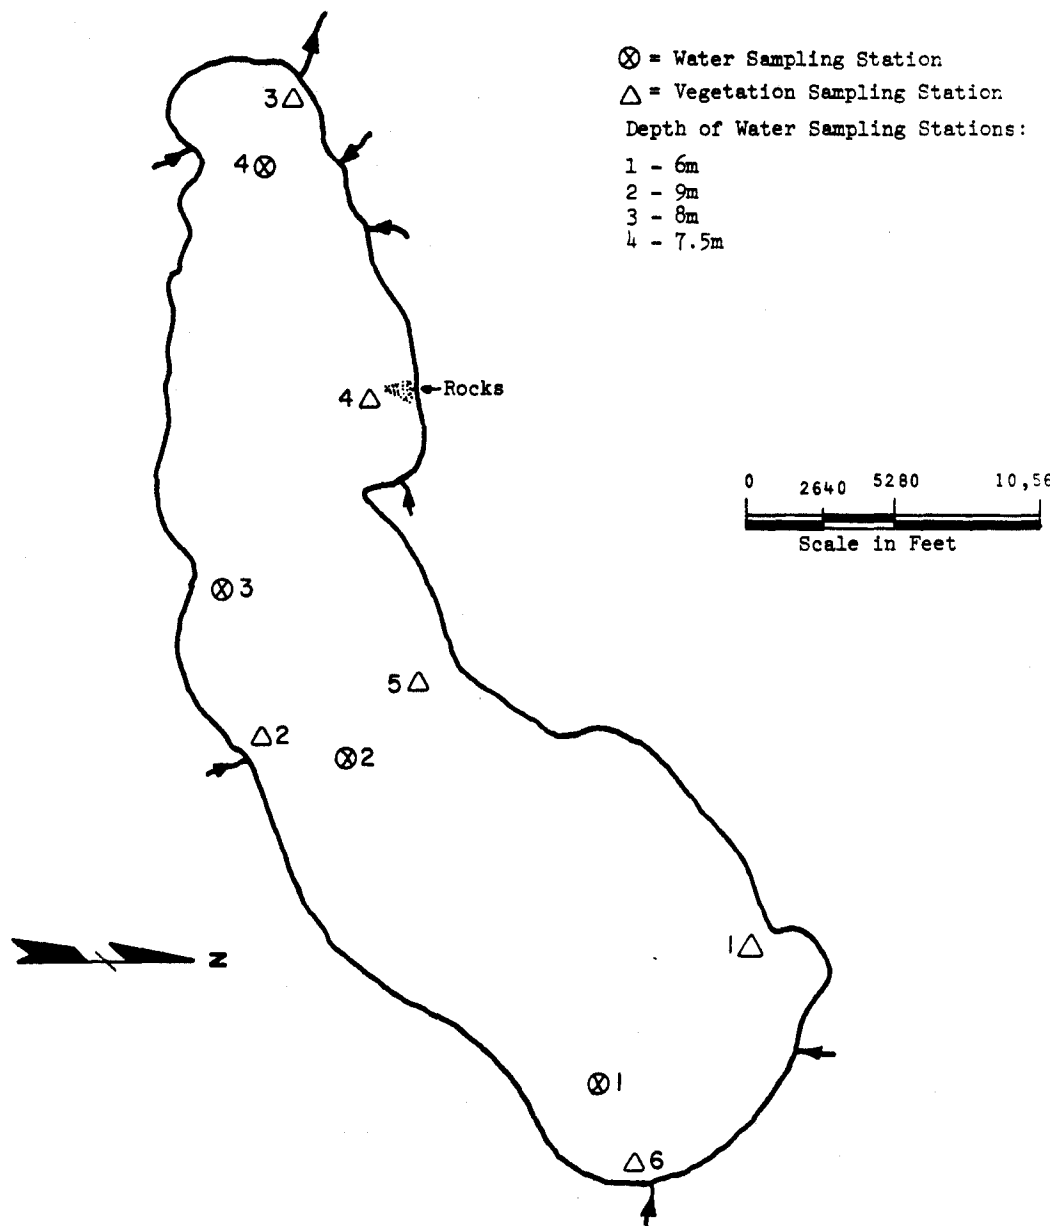 ⊗ = Water Sampling Station
△ = Vegetation Sampling Station
Depth of Water Sampling Stations:
1 - 6m
2 - 9m
3 - 8m
4 - 7.5m
3
4
4
Rocks
0 2640 5280 10,56
Scale in Feet
3
5
2
2
N
1
1
6